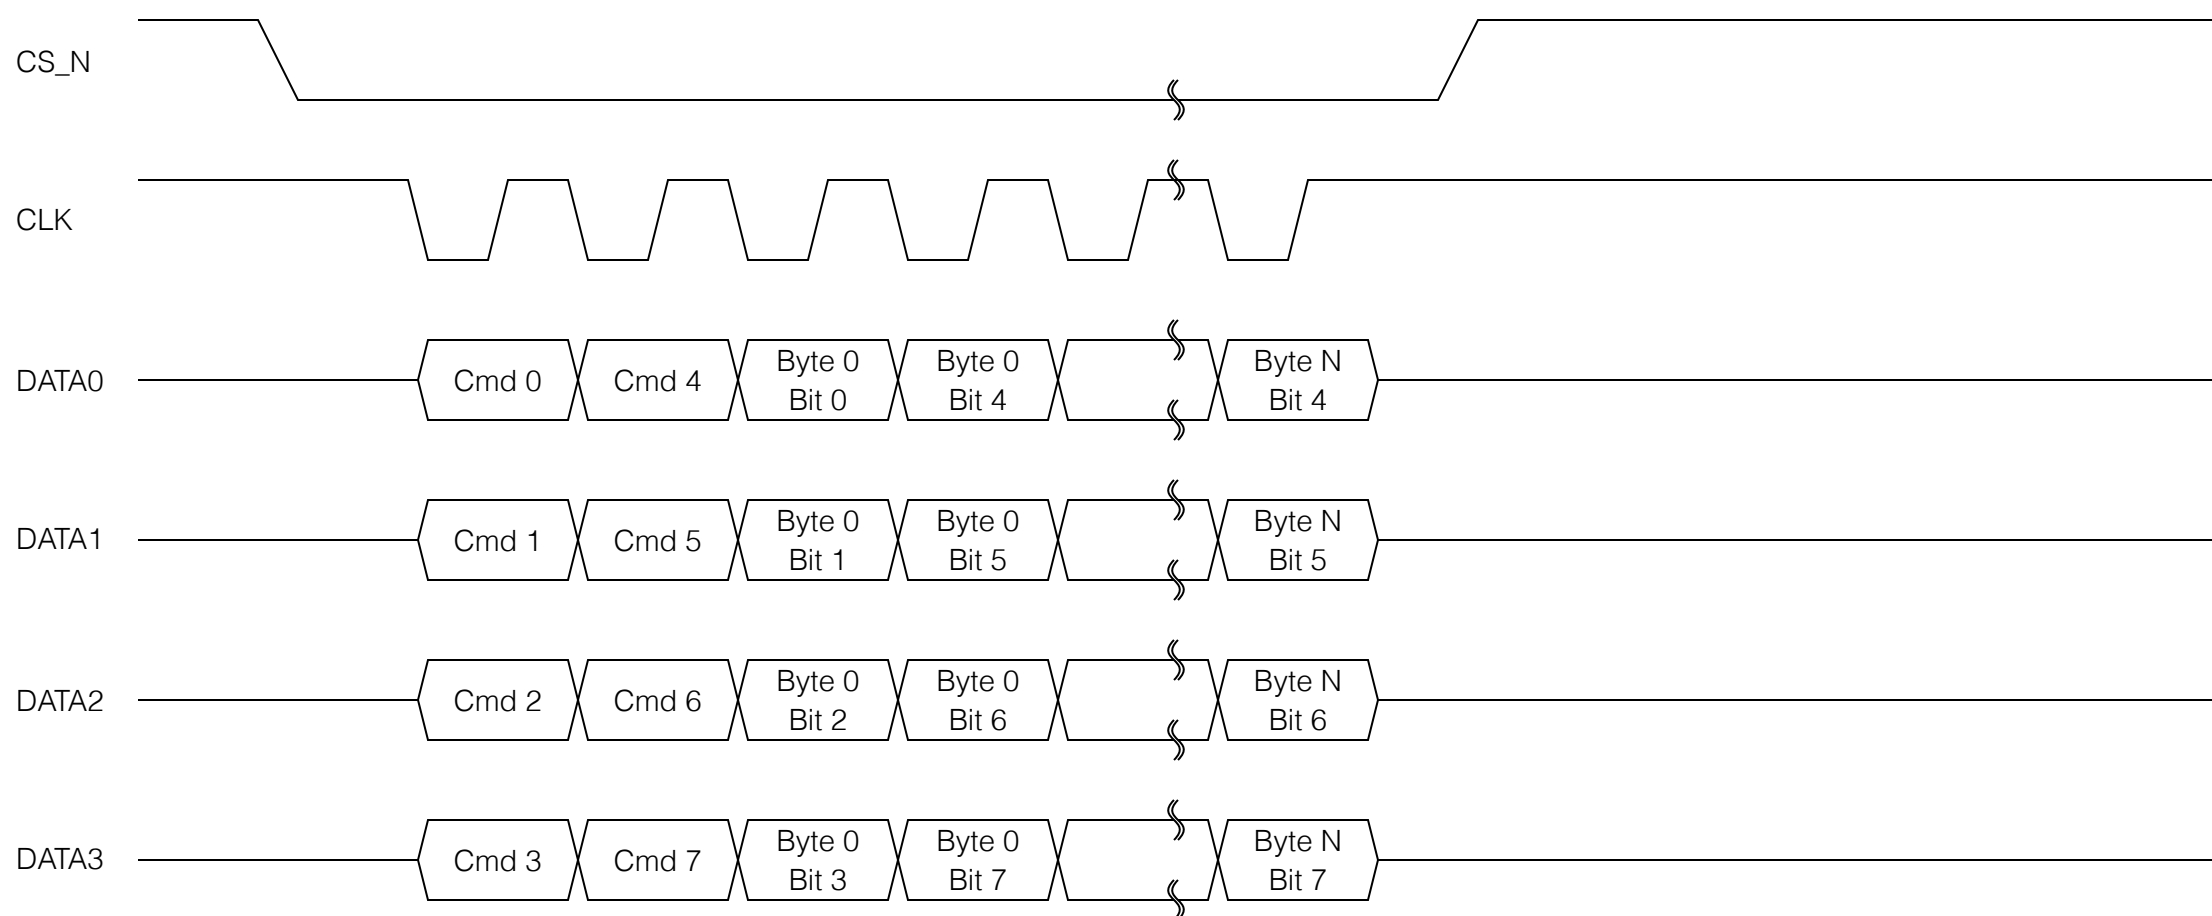 CS_N
CLK
DATA0
Cmd 0
Cmd 4
Byte 0
Bit 0
Byte 0
Bit 4
Byte N
Bit 4
DATA1
Cmd 1
Cmd 5
Byte 0
Bit 1
Byte 0
Bit 5
Byte N
Bit 5
DATA2
Cmd 2
Cmd 6
Byte 0
Bit 2
Byte 0
Bit 6
Byte N
Bit 6
DATA3
Cmd 3
Cmd 7
Byte 0
Bit 3
Byte 0
Bit 7
Byte N
Bit 7